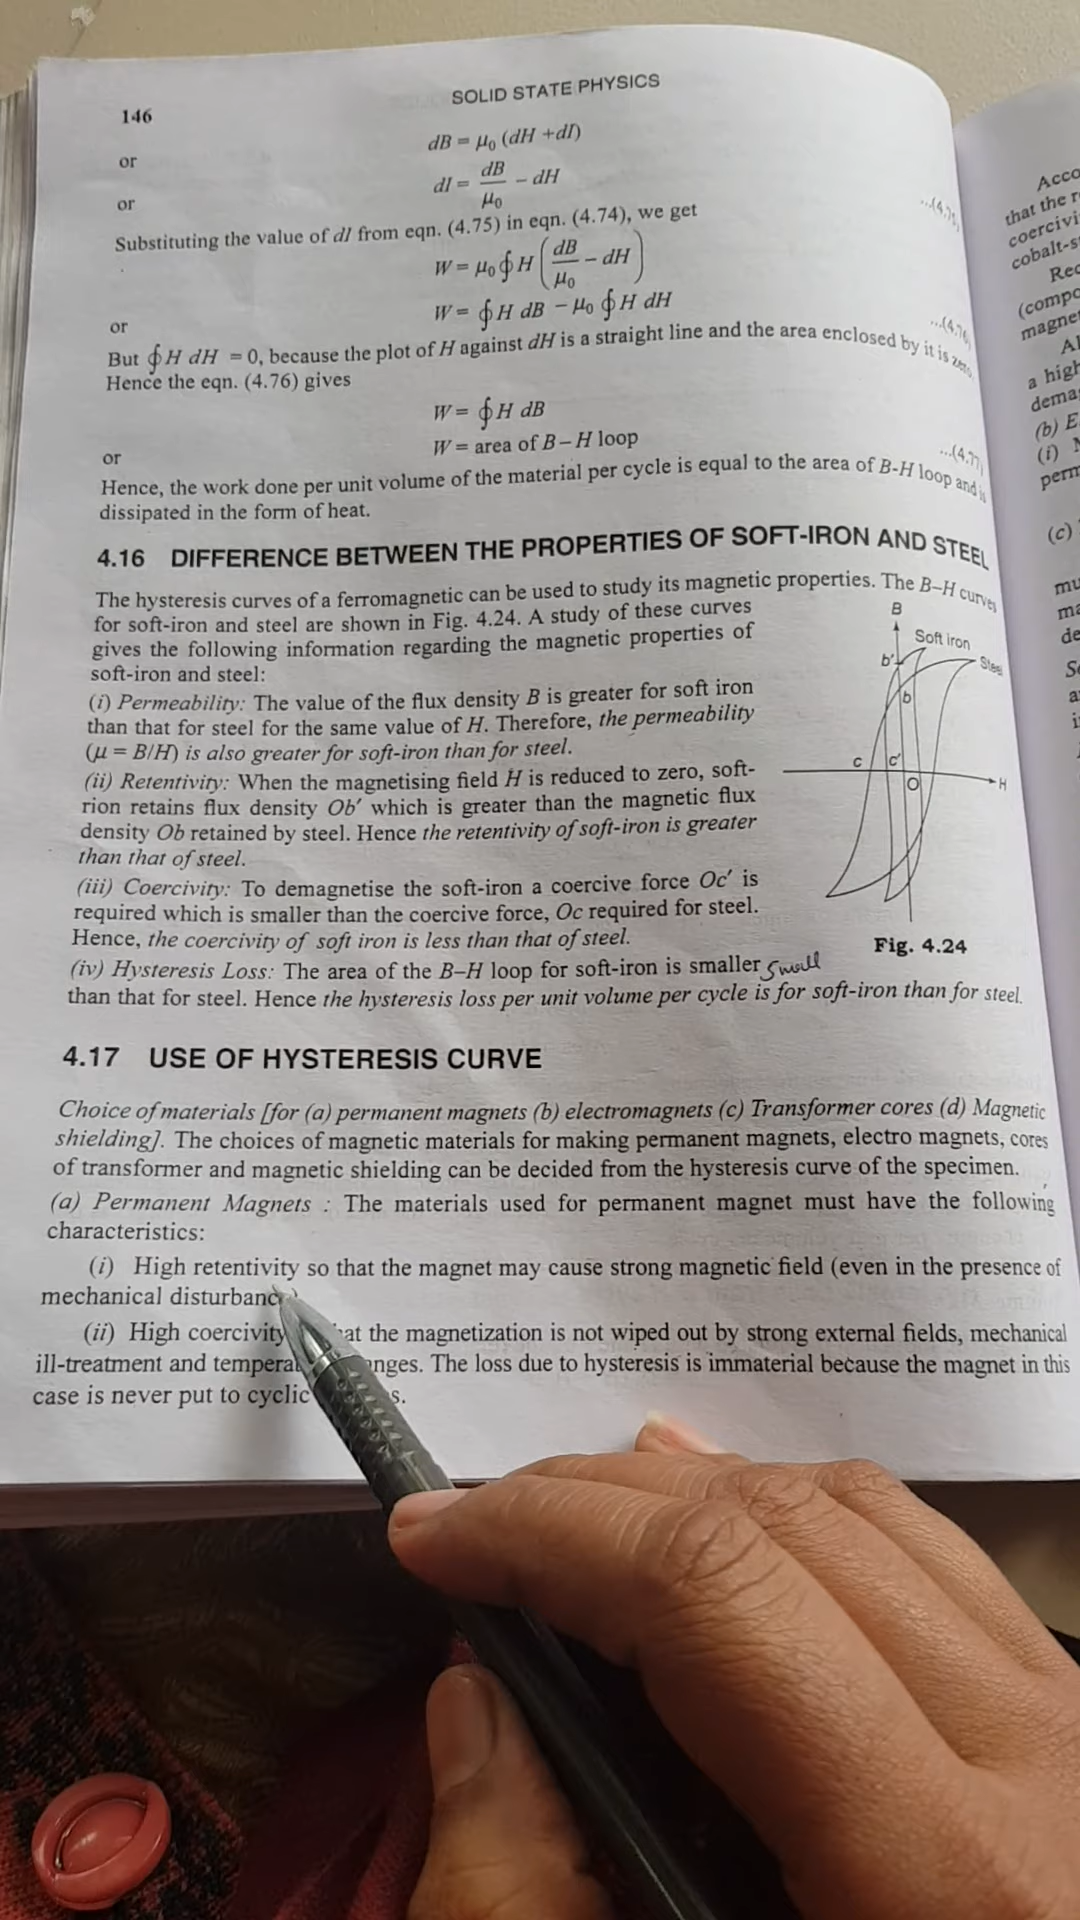 SOLID STATE PHYSICS
146
dB = μ₀ (dH +dI)
or
dI = dB/μ₀ – dH
or
...(4.75)
Substituting the value of dI from eqn. (4.75) in eqn. (4.74), we get
W = μ₀ ∮ H (dB/μ₀ – dH)
or
W = ∮ H dB – μ₀ ∮ H dH
...(4.76)
But ∮ H dH = 0, because the plot of H against dH is a straight line and the area enclosed by it is zero.
Hence the eqn. (4.76) gives
W = ∮ H dB
or
W = area of B – H loop
...(4.77)
Hence, the work done per unit volume of the material per cycle is equal to the area of B-H loop and is
dissipated in the form of heat.
4.16 DIFFERENCE BETWEEN THE PROPERTIES OF SOFT-IRON AND STEEL
The hysteresis curves of a ferromagnetic can be used to study its magnetic properties. The B–H curves
for soft-iron and steel are shown in Fig. 4.24. A study of these curves
gives the following information regarding the magnetic properties of
soft-iron and steel:
(i) Permeability: The value of the flux density B is greater for soft iron
than that for steel for the same value of H. Therefore, the permeability
(μ = B/H) is also greater for soft-iron than for steel.
(ii) Retentivity: When the magnetising field H is reduced to zero, soft-
rion retains flux density Ob′ which is greater than the magnetic flux
density Ob retained by steel. Hence the retentivity of soft-iron is greater
than that of steel.
(iii) Coercivity: To demagnetise the soft-iron a coercive force Oc′ is
required which is smaller than the coercive force, Oc required for steel.
Hence, the coercivity of soft iron is less than that of steel.
(iv) Hysteresis Loss: The area of the B–H loop for soft-iron is smaller small
than that for steel. Hence the hysteresis loss per unit volume per cycle is for soft-iron than for steel.
B
Soft iron
Steel
b′
b
c
c′
O
H
Fig. 4.24
4.17 USE OF HYSTERESIS CURVE
Choice of materials [for (a) permanent magnets (b) electromagnets (c) Transformer cores (d) Magnetic
shielding]. The choices of magnetic materials for making permanent magnets, electro magnets, cores
of transformer and magnetic shielding can be decided from the hysteresis curve of the specimen.
(a) Permanent Magnets : The materials used for permanent magnet must have the following
characteristics:
(i) High retentivity so that the magnet may cause strong magnetic field (even in the presence of
mechanical
(ii) High coercivity the magnetization is not wiped out by strong external fields, mechanical
ill-treatment and The loss due to hysteresis is immaterial because the magnet in this
case is never put to cyclic
that the
(b)
(i)
(c)